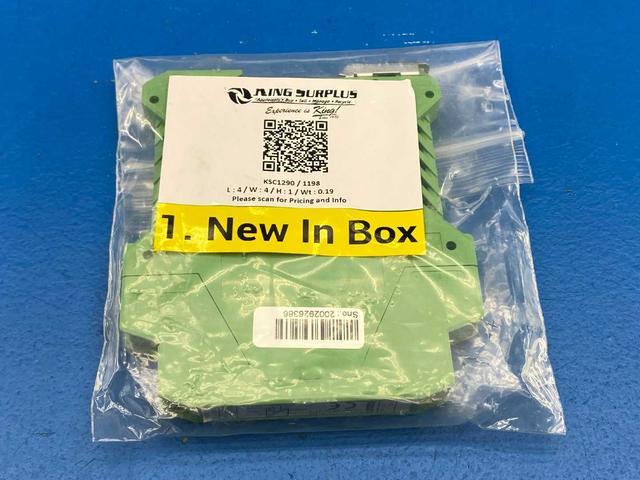 KING SURPLUS
Experience is King!
KSC1290 / 1198
L : 4 / W : 4 / H : 1 / Wt : 0.19
Please scan for Pricing and Info
1. New In Box
Sno.: 2002926386